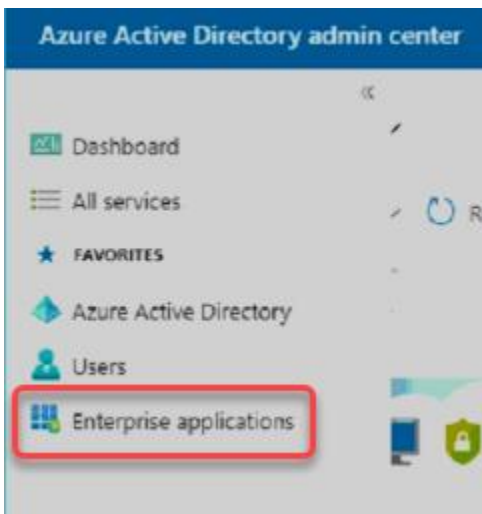 Azure Active Directory admin center
«
Dashboard
All services
R
FAVORITES
Azure Active Directory
Users
Enterprise applications